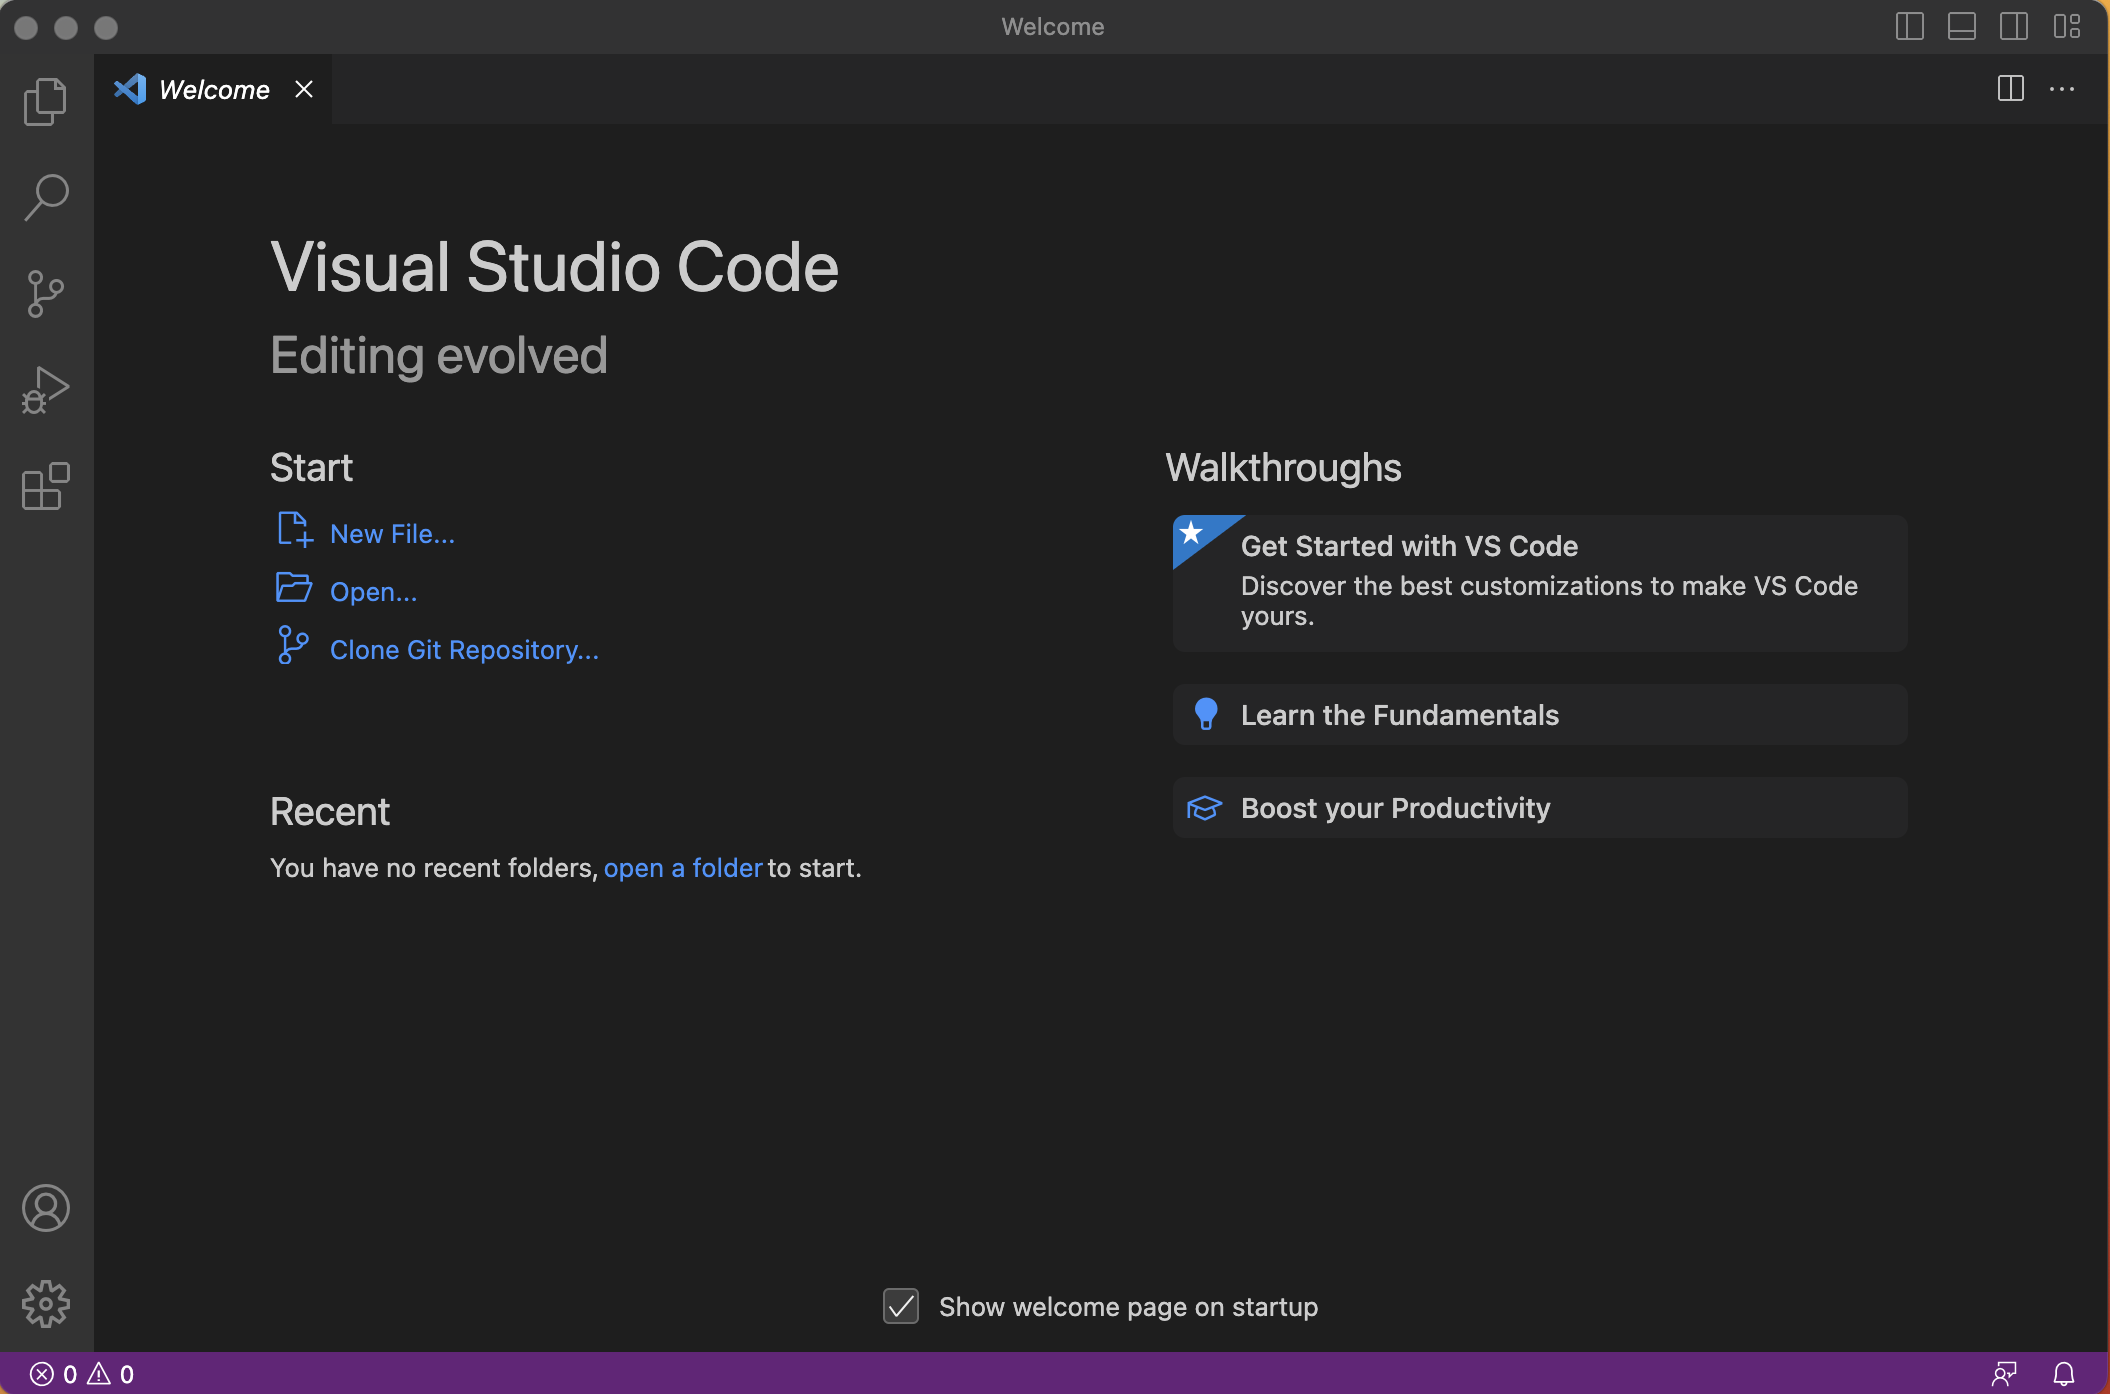 Welcome
Welcome
Visual Studio Code
Editing evolved
Start
New File...
Open...
Clone Git Repository...
Recent
You have no recent folders, open a folder to start.
Walkthroughs
Get Started with VS Code
Discover the best customizations to make VS Code
yours.
Learn the Fundamentals
Boost your Productivity
Show welcome page on startup
0 0